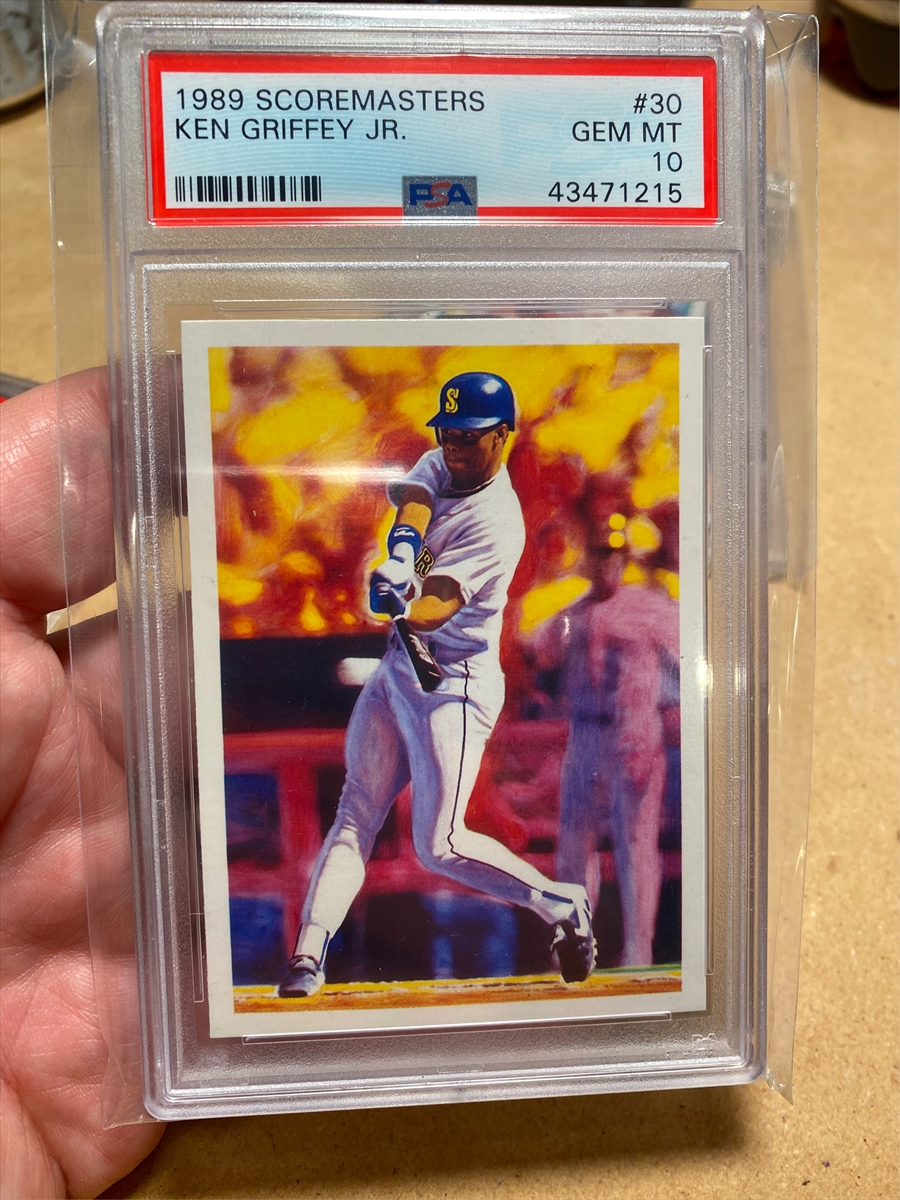 1989 SCOREMASTERS
#30
KEN GRIFFEY JR.
GEM MT
10
PSA
43471215
S
R